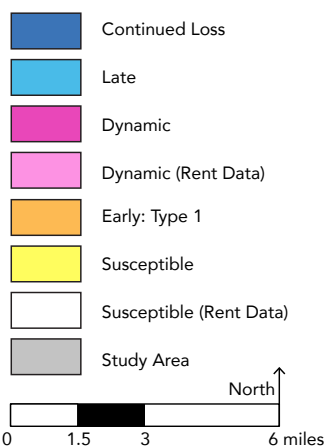 Continued Loss
Late
Dynamic
Dynamic (Rent Data)
Early: Type 1
Susceptible
Susceptible (Rent Data)
Study Area
North
0 1.5 3 6 miles